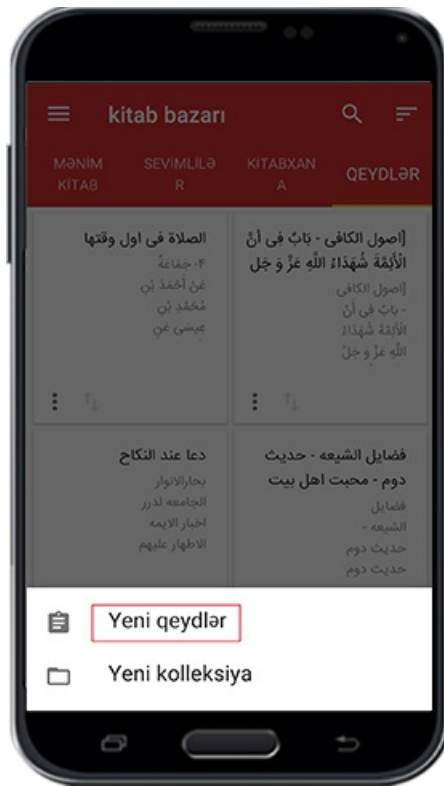 kitab bazarı
MƏNİM
KİTAB
SEVİMLİLƏ
R
KİTABXAN
A
QEYDLƏR
الصلاة فی اول وقتها
۴- جَمَاعَةٌ
عَنْ أَحْمَدَ بْنِ
مُحَمَّدِ بْنِ
عِيسَى عَنِ
[اصول الکافی - بَابٌ فِي أَنَّ
الْأَئِمَّةَ شُهَدَاءُ اللَّهِ عَزَّ وَ جَل
[اصول الکافی
- بَابٌ فِي أَنَّ
الْأَئِمَّةَ شُهَدَاءُ
اللَّهِ عَزَّ وَ جَلَّ
دعا عند النکاح
بحارالانوار
الجامعه لدرر
اخبار الایمه
الاطهار علیهم
فضایل الشیعه - حدیث
دوم - محبت اهل بیت
فضایل
الشیعه -
حدیث دوم
حدیث دوم
Yeni qeydlər
Yeni kolleksiya